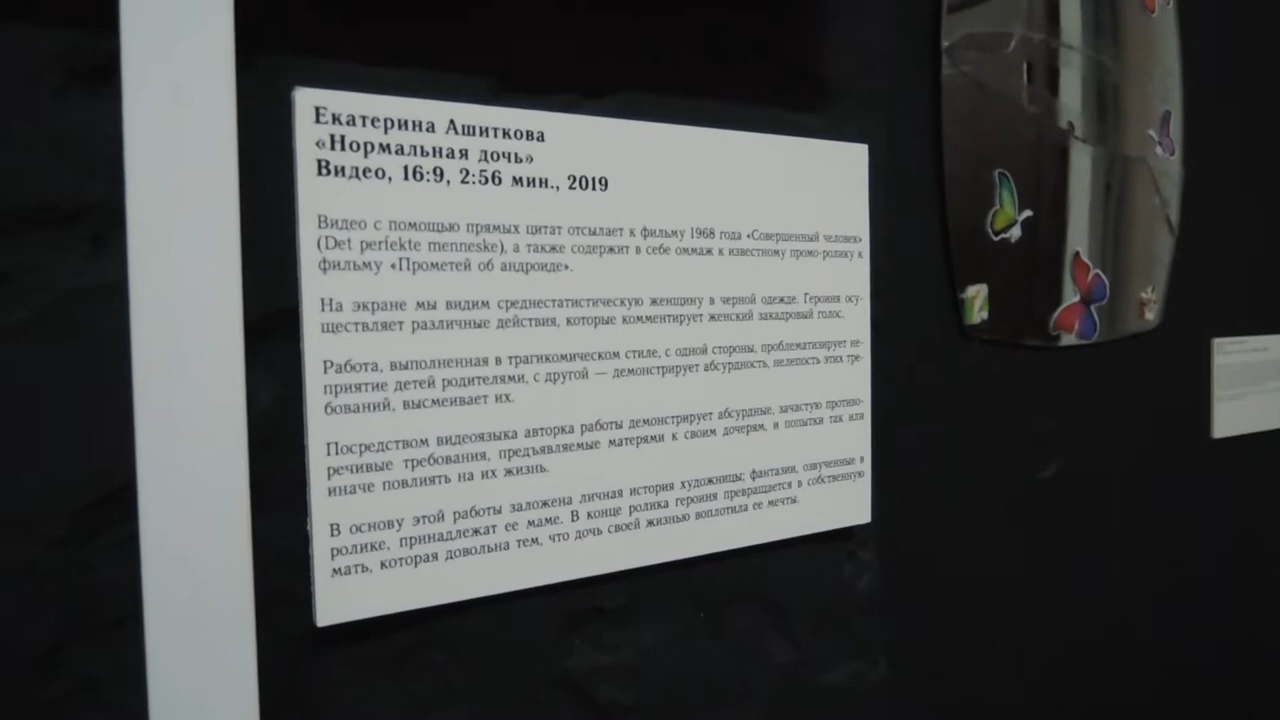 Екатерина Ашиткова
«Нормальная дочь»
Видео, 16:9, 2:56 мин., 2019
Видео с помощью прямых цитат отсылает к фильму 1968 года «Совершенный человек»
(Det perfekte menneske), а также содержит в себе оммаж к известному промо-ролику к
фильму «Прометей об андроиде».
На экране мы видим среднестатистическую женщину в черной одежде. Героиня осу-
ществляет различные действия, которые комментирует женский закадровый голос.
Работа, выполненная в трагикомическом стиле, с одной стороны, проблематизирует не-
приятие детей родителями, с другой — демонстрирует абсурдность, нелепость этих тре-
бований, высмеивает их.
Посредством видеоязыка авторка работы демонстрирует абсурдные, зачастую противо-
речивые требования, предъявляемые матерями к своим дочерям, и попытки так или
иначе повлиять на их жизнь.
В основу этой работы заложена личная история художницы; фантазии, озвученные в
ролике, принадлежат ее маме. В конце ролика героиня превращается в собственную
мать, которая довольна тем, что дочь своей жизнью воплотила ее мечты.